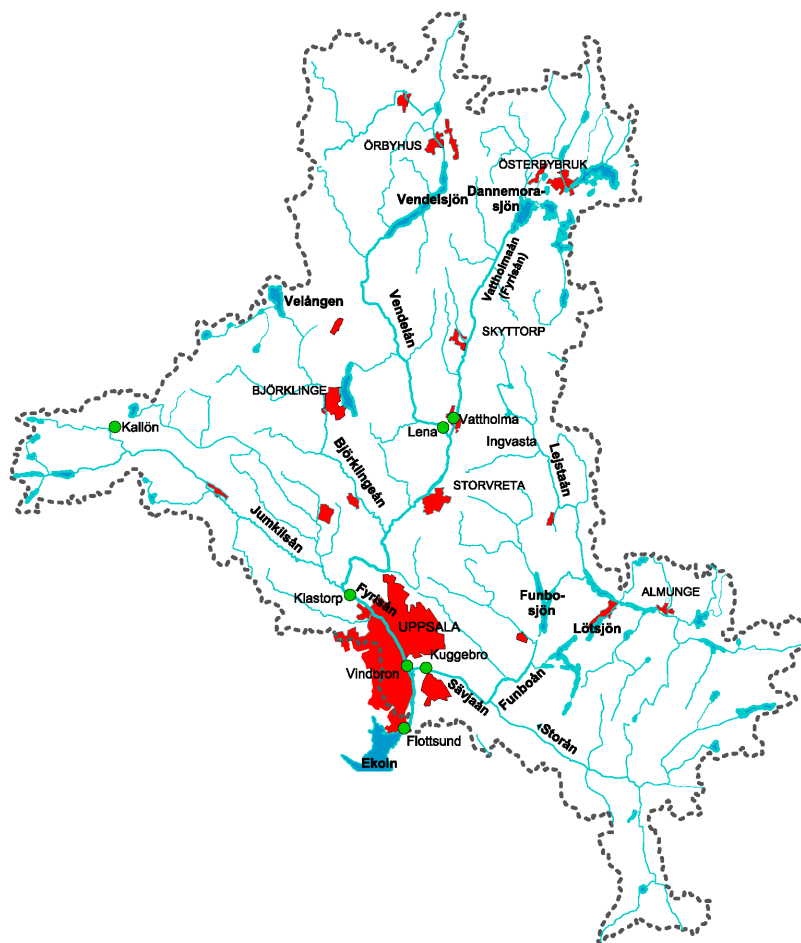 ÖRBYHUS
ÖSTERBYBRUK
Vendelsjön
Dannemora-
sjön
Vattholmaån
(Fyrisån)
Velången
Vendelån
SKYTTORP
BJÖRKLINGE
Kallön
Vattholma
Lena
Ingvasta
Björklingeån
Lejstaån
STORVRETA
Jumkilsån
Klastorp
Fyrisån
Funbo-
sjön
ALMUNGE
Lötsjön
UPPSALA
Kuggebro
Vindbron
Sävjaån
Funboån
Storån
Flottsund
Ekoln